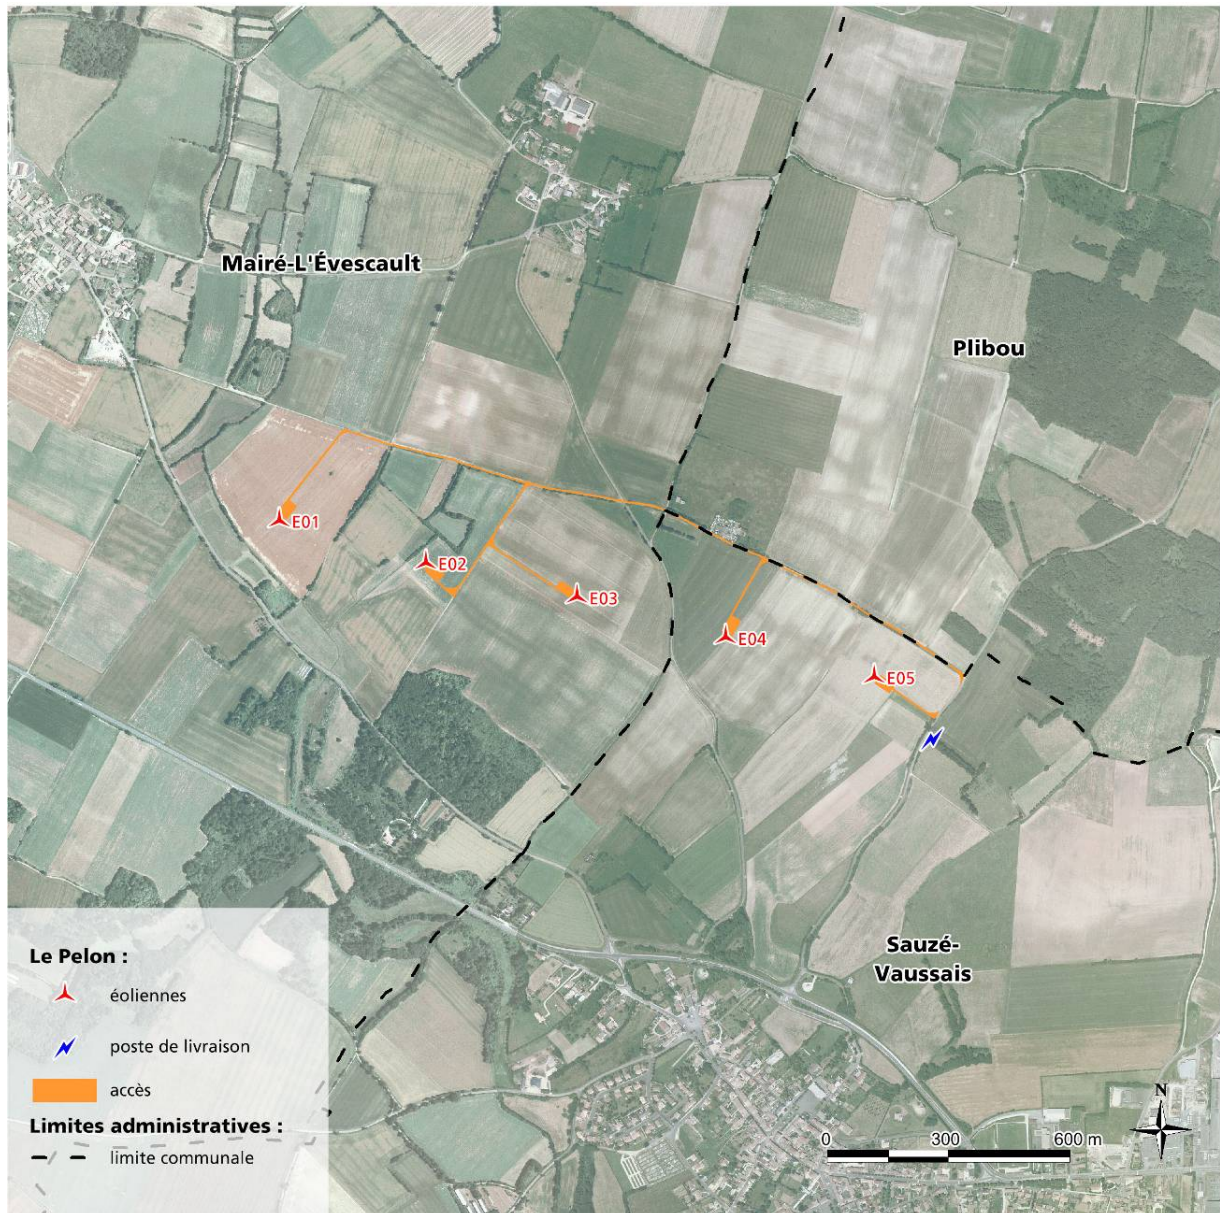 Mairé-L'Évescault
Plibou
E01
E02
E03
E04
E05
Sauzé-
Vaussais
Le Pelon :
éoliennes
poste de livraison
accès
Limites administratives :
limite communale
N
0 300 600 m